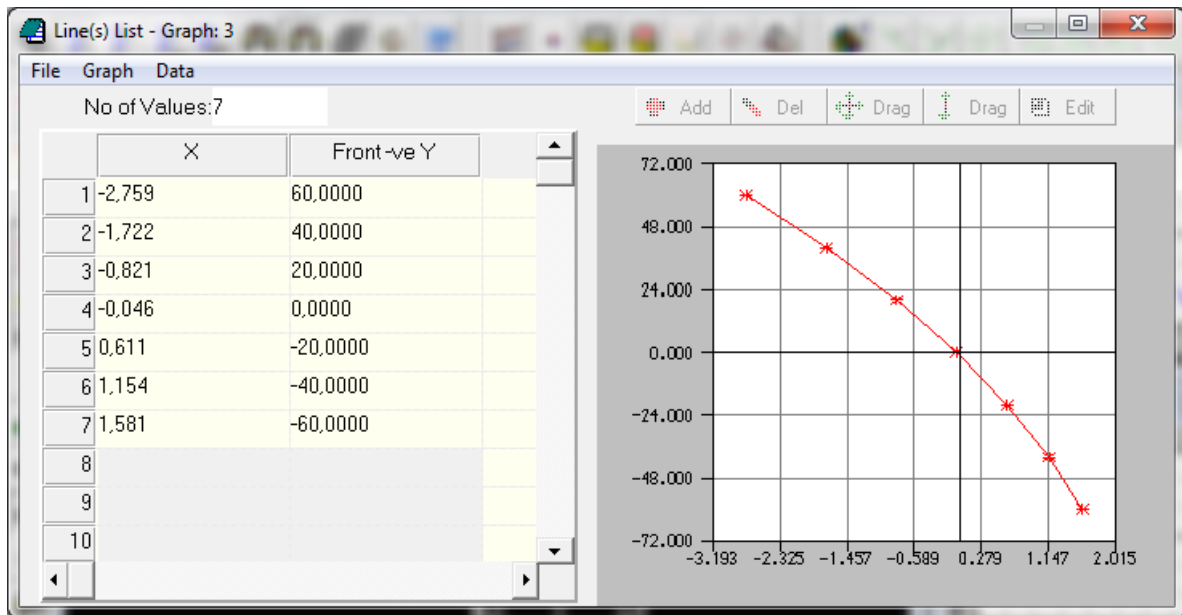 Line(s) List - Graph: 3
X
File Graph Data
No of Values:7
Add Del Drag Drag Edit
X Front -ve Y
1 -2,759 60,0000
2 -1,722 40,0000
3 -0,821 20,0000
4 -0,046 0,0000
5 0,611 -20,0000
6 1,154 -40,0000
7 1,581 -60,0000
8
9
10
72.000
48.000
24.000
0.000
-24.000
-48.000
-72.000
-3.193 -2.325 -1.457 -0.589 0.279 1.147 2.015